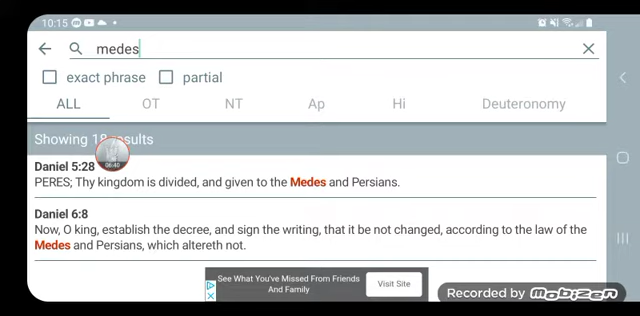 10:15
medes
exact phrase partial
ALL OT NT Ap Hi Deuteronomy
Showing 18 results
Daniel 5:28
06:40
PERES; Thy kingdom is divided, and given to the Medes and Persians.
Daniel 6:8
Now, O king, establish the decree, and sign the writing, that it be not changed, according to the law of the
Medes and Persians, which altereth not.
See What You've Missed From Friends
And Family
Visit Site
Recorded by MOBIZEN